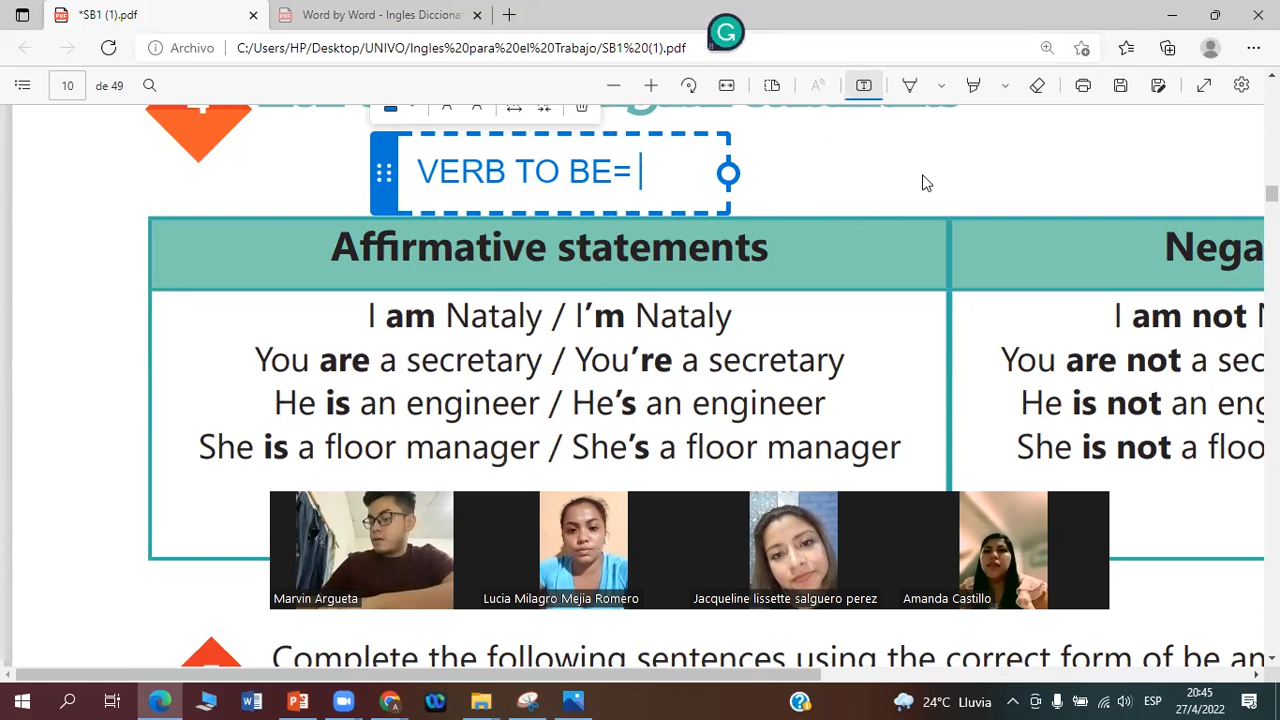 *SB1 (1).pdf
Word by Word - Ingles Dicciona
Archivo
C:/Users/HP/Desktop/UNIVO/Ingles%20para%20el%20Trabajo/SB1%20(1).pdf
10 de 49
VERB TO BE=
Affirmative statements
Nega
I am Nataly / I'm Nataly
I am not N
You are a secretary / You're a secretary
You are not a sec
He is an engineer / He's an engineer
He is not an eng
She is a floor manager / She's a floor manager
She is not a floo
Marvin Argueta
Lucia Milagro Mejia Romero
Jacqueline lissette salguero perez
Amanda Castillo
Complete the following sentences using the correct form of be an
24°C Lluvia
ESP
20:45
27/4/2022